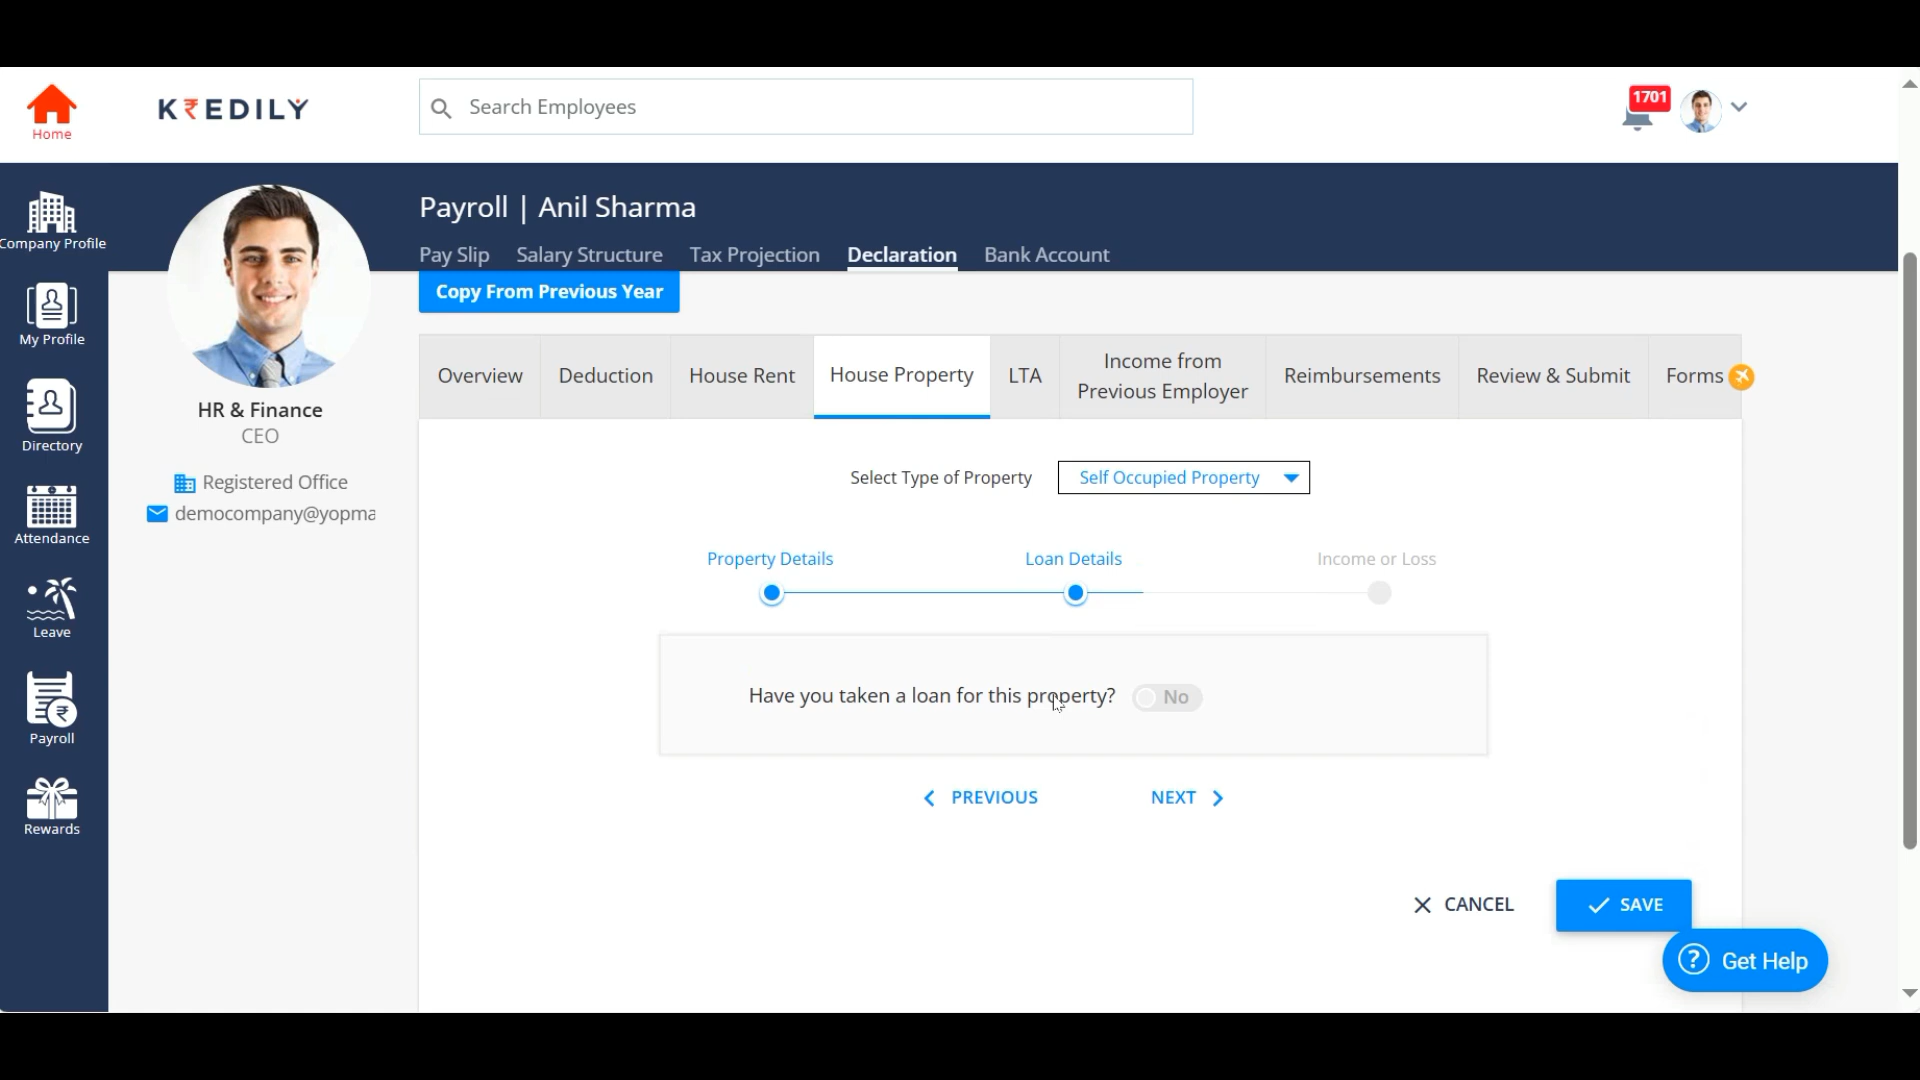 Home
K₹EDILY
Search Employees
1701
Company Profile
My Profile
Directory
Attendance
Leave
Payroll
Rewards
HR & Finance
CEO
Registered Office
democompany@yopma
Payroll | Anil Sharma
Pay Slip Salary Structure Tax Projection Declaration Bank Account
Copy From Previous Year
Overview Deduction House Rent House Property LTA Income from Previous Employer Reimbursements Review & Submit Forms
Select Type of Property Self Occupied Property
Property Details Loan Details Income or Loss
Have you taken a loan for this property? No
PREVIOUS NEXT
CANCEL SAVE
? Get Help